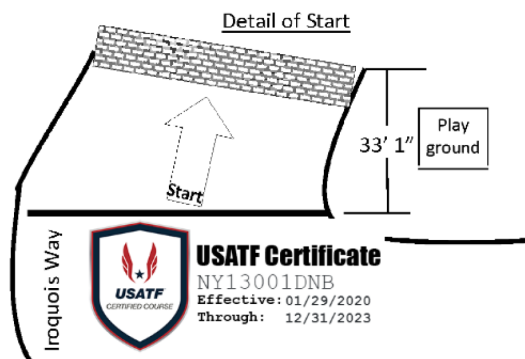 Detail of Start
33' 1"
Play
ground
Start
Iroquois Way
USATF
CERTIFIED COURSE
USATF Certificate
NY13001DNB
Effective: 01/29/2020
Through: 12/31/2023